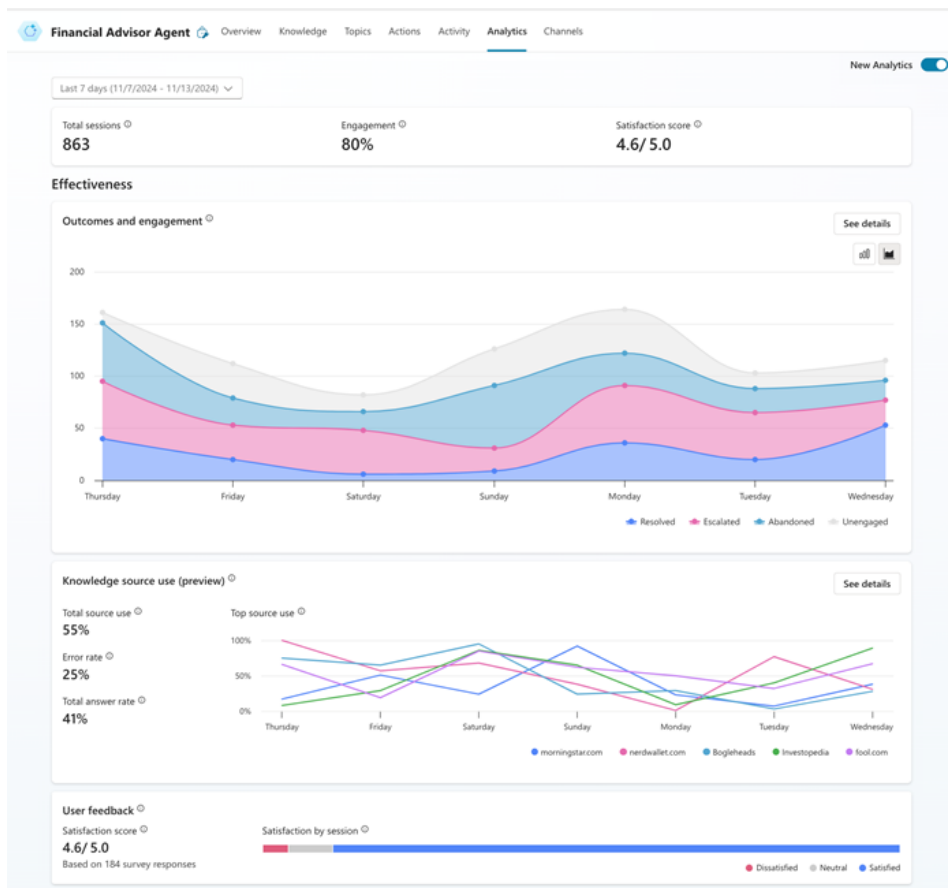 Financial Advisor Agent Overview Knowledge Topics Actions Activity Analytics Channels
New Analytics
Last 7 days (11/7/2024 - 11/13/2024)
Total sessions Engagement Satisfaction score
863 80% 4.6/ 5.0
Effectiveness
Outcomes and engagement
See details
200
150
100
50
0
Thursday Friday Saturday Sunday Monday Tuesday Wednesday
Resolved Escalated Abandoned Unengaged
Knowledge source use (preview)
See details
Total source use
55%
Error rate
25%
Total answer rate
41%
Top source use
100%
50%
0%
Thursday Friday Saturday Sunday Monday Tuesday Wednesday
morningstar.com nerdwallet.com Bogleheads Investopedia fool.com
User feedback
Satisfaction score
4.6/ 5.0
Based on 184 survey responses
Satisfaction by session
Dissatisfied Neutral Satisfied